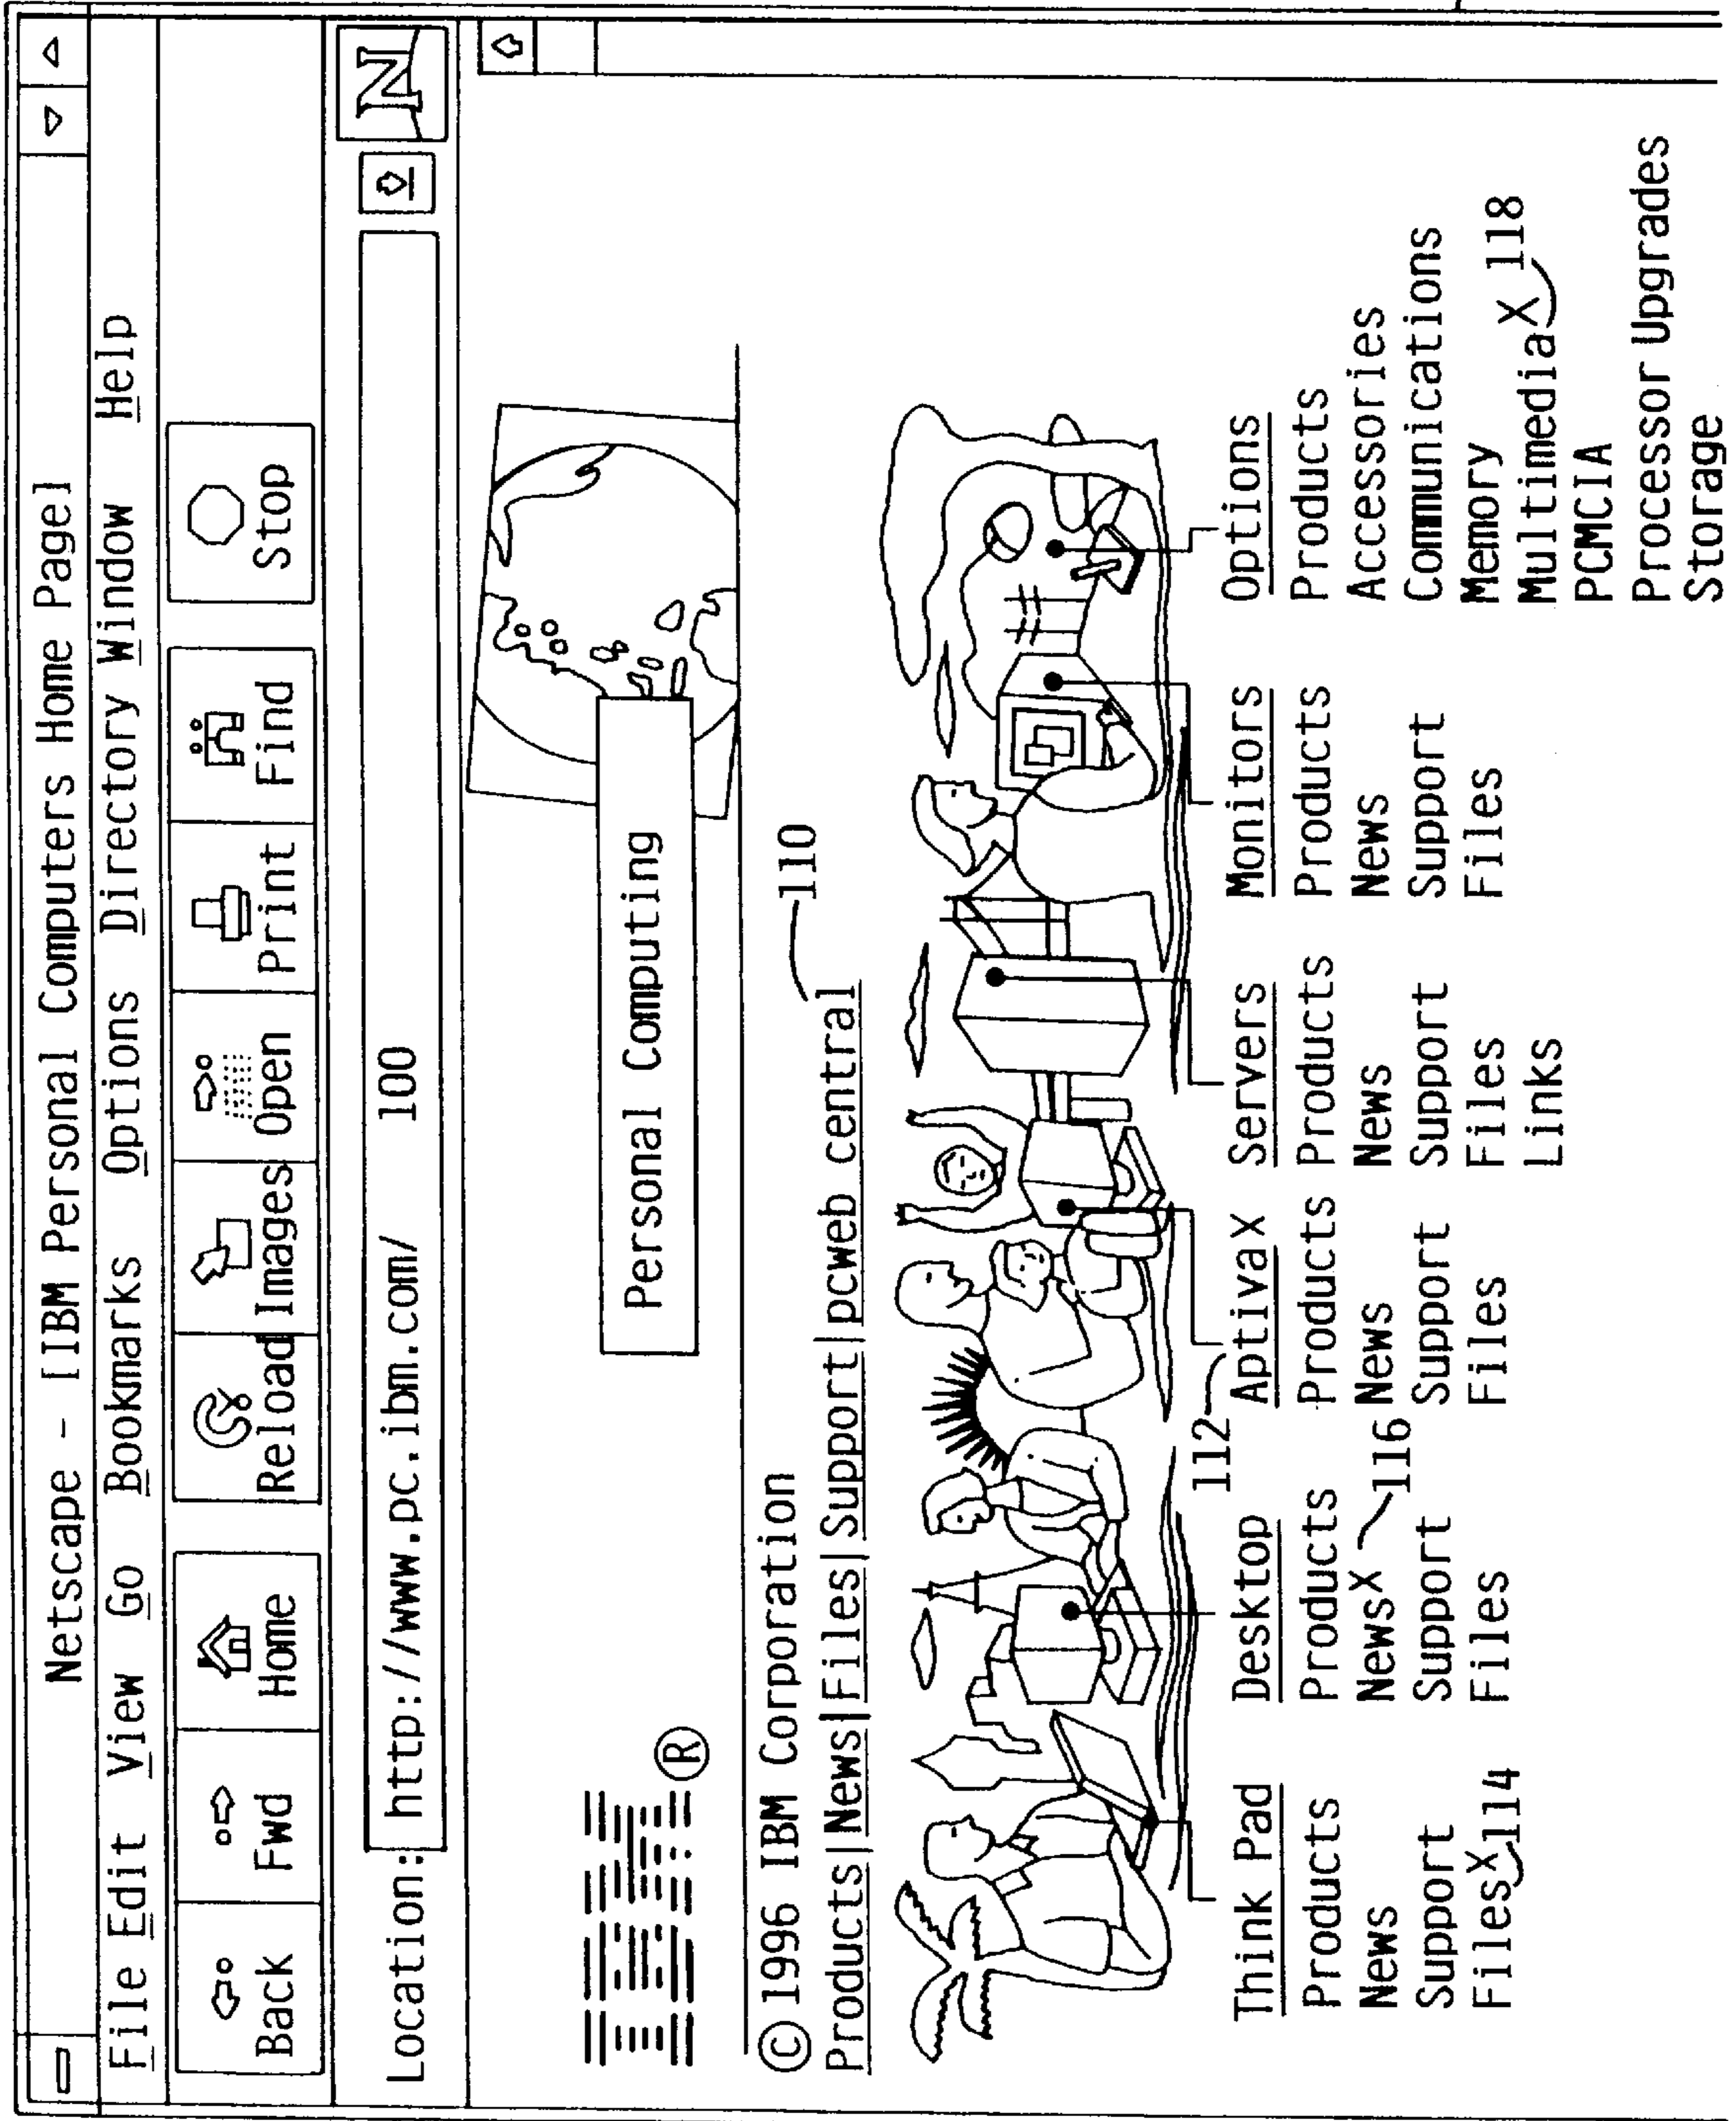 Netscape - [IBM Personal Computers Home Page]
File Edit View Go Bookmarks Options Directory Window Help
Back Fwd Home Reload Images Open Print Find Stop
Location: http://www.pc.ibm.com/ 100
N
IBM ®
Personal Computing
© 1996 IBM Corporation
Products|News|Files|Support|pcweb central 110
112
Think Pad Desktop AptivaX Servers Monitors Options
Products Products Products Products Products Products
News NewsX 116 News News News Accessories
Support Support Support Support Support Communications
FilesX 114 Files Files Files Files Memory
Links MultimediaX 118
PCMCIA
Processor Upgrades
Storage